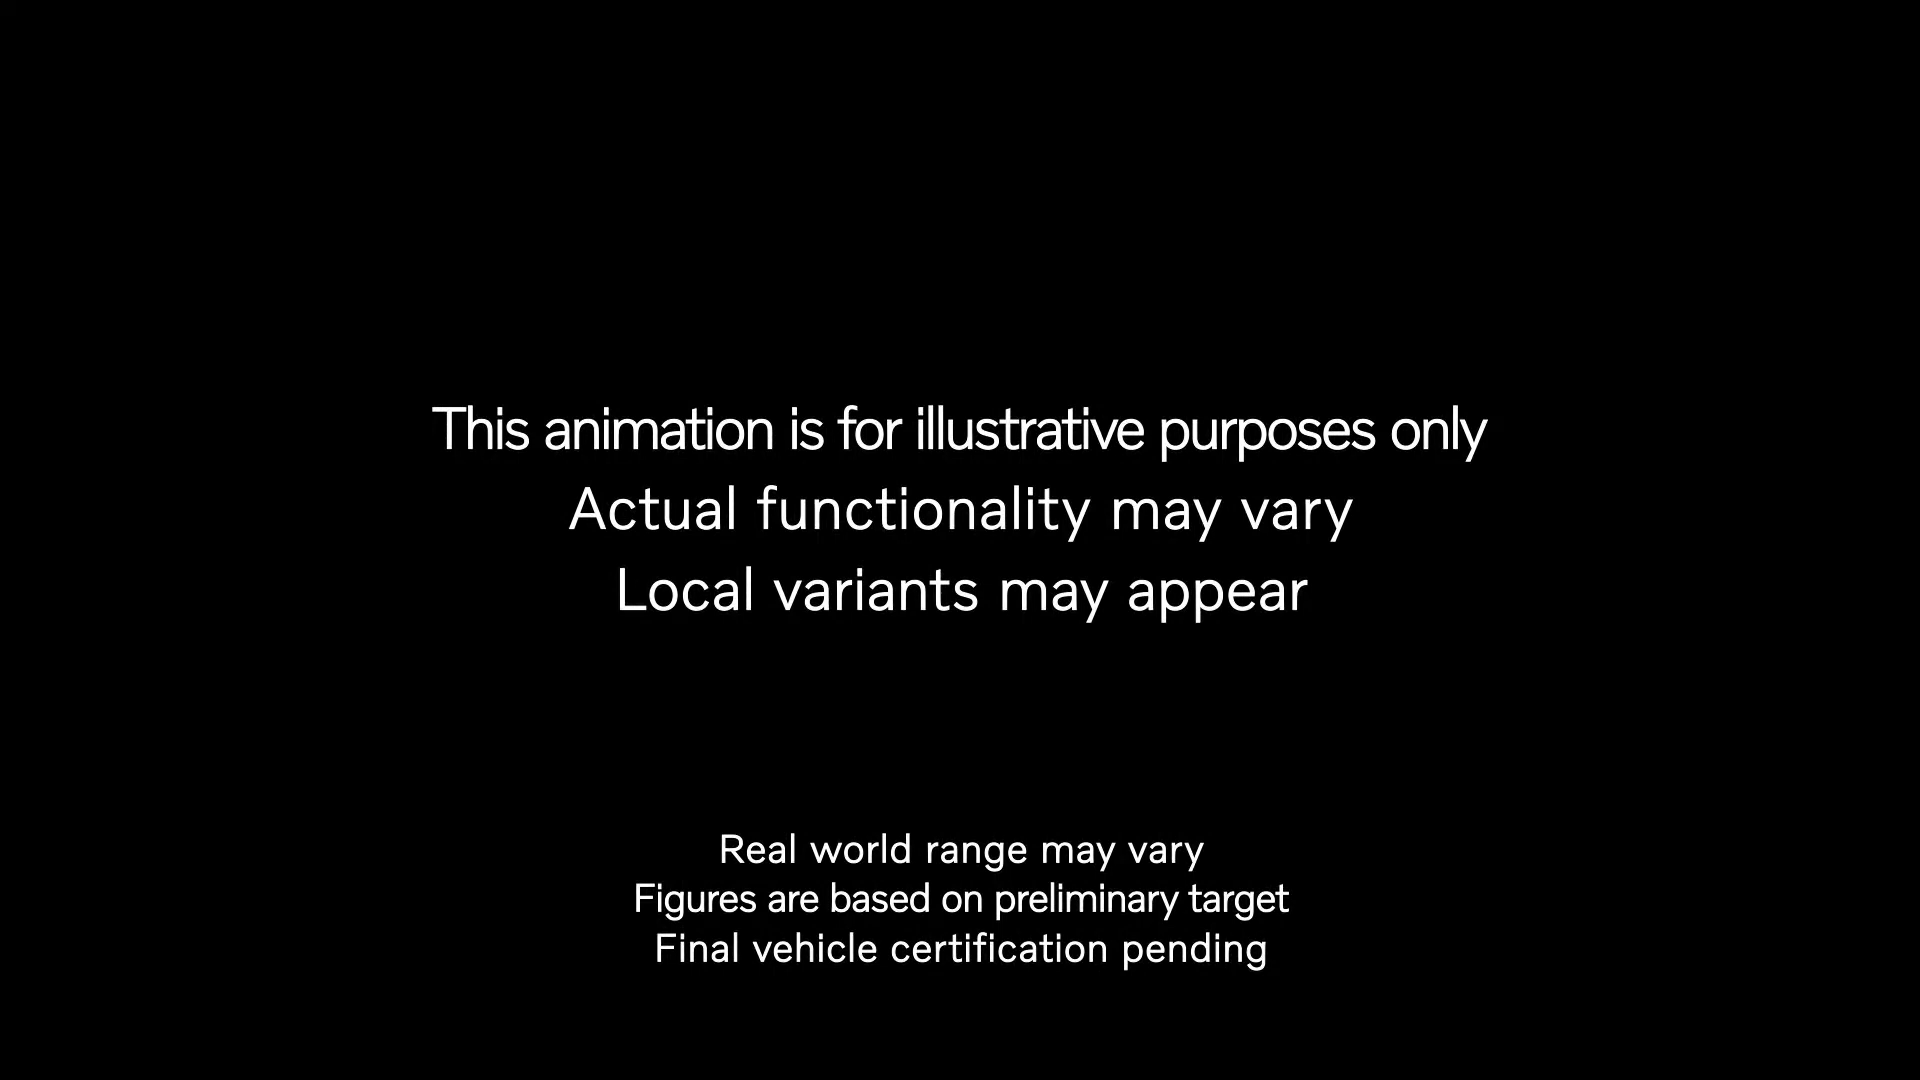 This animation is for illustrative purposes only
Actual functionality may vary
Local variants may appear
Real world range may vary
Figures are based on preliminary target
Final vehicle certification pending